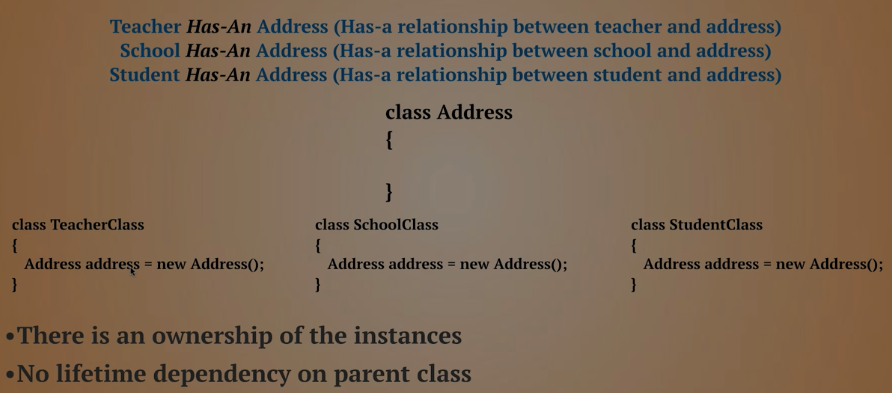 Teacher Has-An Address (Has-a relationship between teacher and address)
School Has-An Address (Has-a relationship between school and address)
Student Has-An Address (Has-a relationship between student and address)
class Address
{
}
class TeacherClass
{
Address address = new Address();
}
class SchoolClass
{
Address address = new Address();
}
class StudentClass
{
Address address = new Address();
}
•There is an ownership of the instances
•No lifetime dependency on parent class